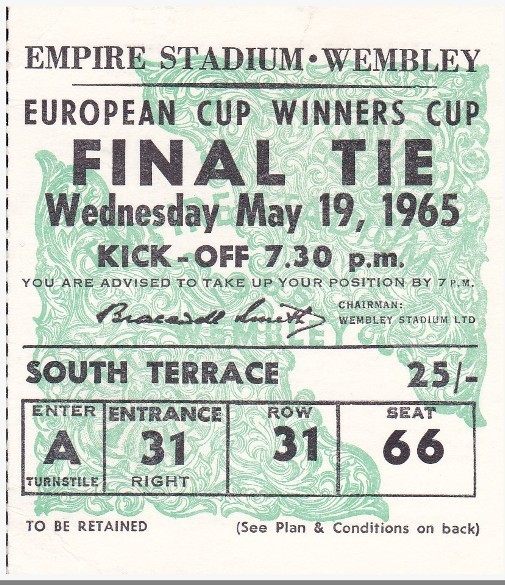 EMPIRE STADIUM • WEMBLEY
EUROPEAN CUP WINNERS CUP
FINAL TIE
Wednesday May 19, 1965
KICK-OFF 7.30 p.m.
YOU ARE ADVISED TO TAKE UP YOUR POSITION BY 7 P.M.
Bracewell Smith
CHAIRMAN:
WEMBLEY STADIUM LTD
SOUTH TERRACE 25/-
ENTER
A
TURNSTILE
ENTRANCE
31
RIGHT
ROW
31
SEAT
66
TO BE RETAINED (See Plan & Conditions on back)